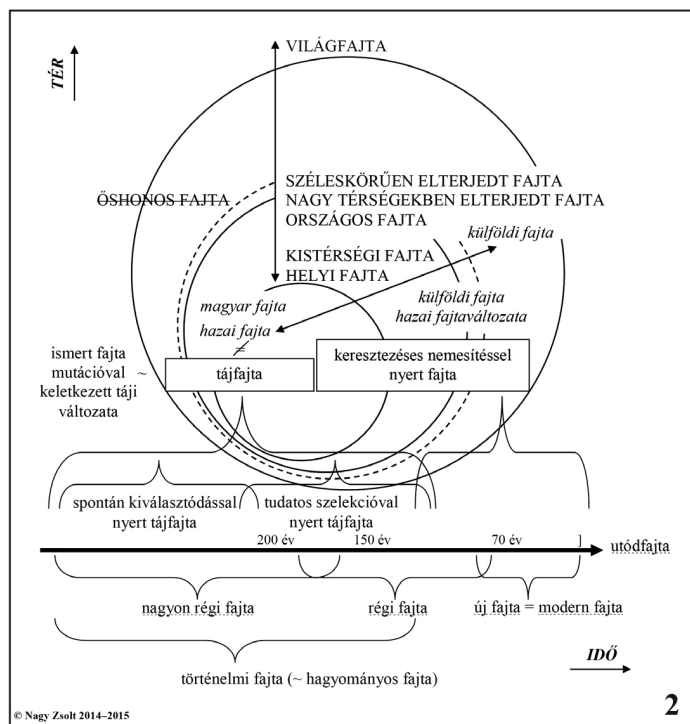 VILÁGFAJTA
TÉR
SZÉLESKÖRŰEN ELTERJEDT FAJTA
ŐSHONOS FAJTA
NAGY TÉRSÉGEKBEN ELTERJEDT FAJTA
ORSZÁGOS FAJTA
külföldi fajta
KISTÉRSÉGI FAJTA
HELYI FAJTA
magyar fajta
hazai fajta
külföldi fajta
hazai fajtaváltozata
≠
ismert fajta
mutációval
keletkezett táji
változata
~
tájfajta
keresztezéses nemesítéssel
nyert fajta
spontán kiválasztódással
nyert tájfajta
tudatos szelekcióval
nyert tájfajta
200 év
150 év
70 év
]
utódfajta
nagyon régi fajta
régi fajta
új fajta = modern fajta
történelmi fajta (~ hagyományos fajta)
IDŐ
© Nagy Zsolt 2014–2015
2